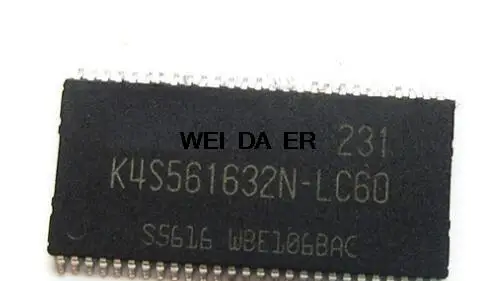 WEI DA ER
231
K4S561632N-LC60
SS616 WBE106BAC